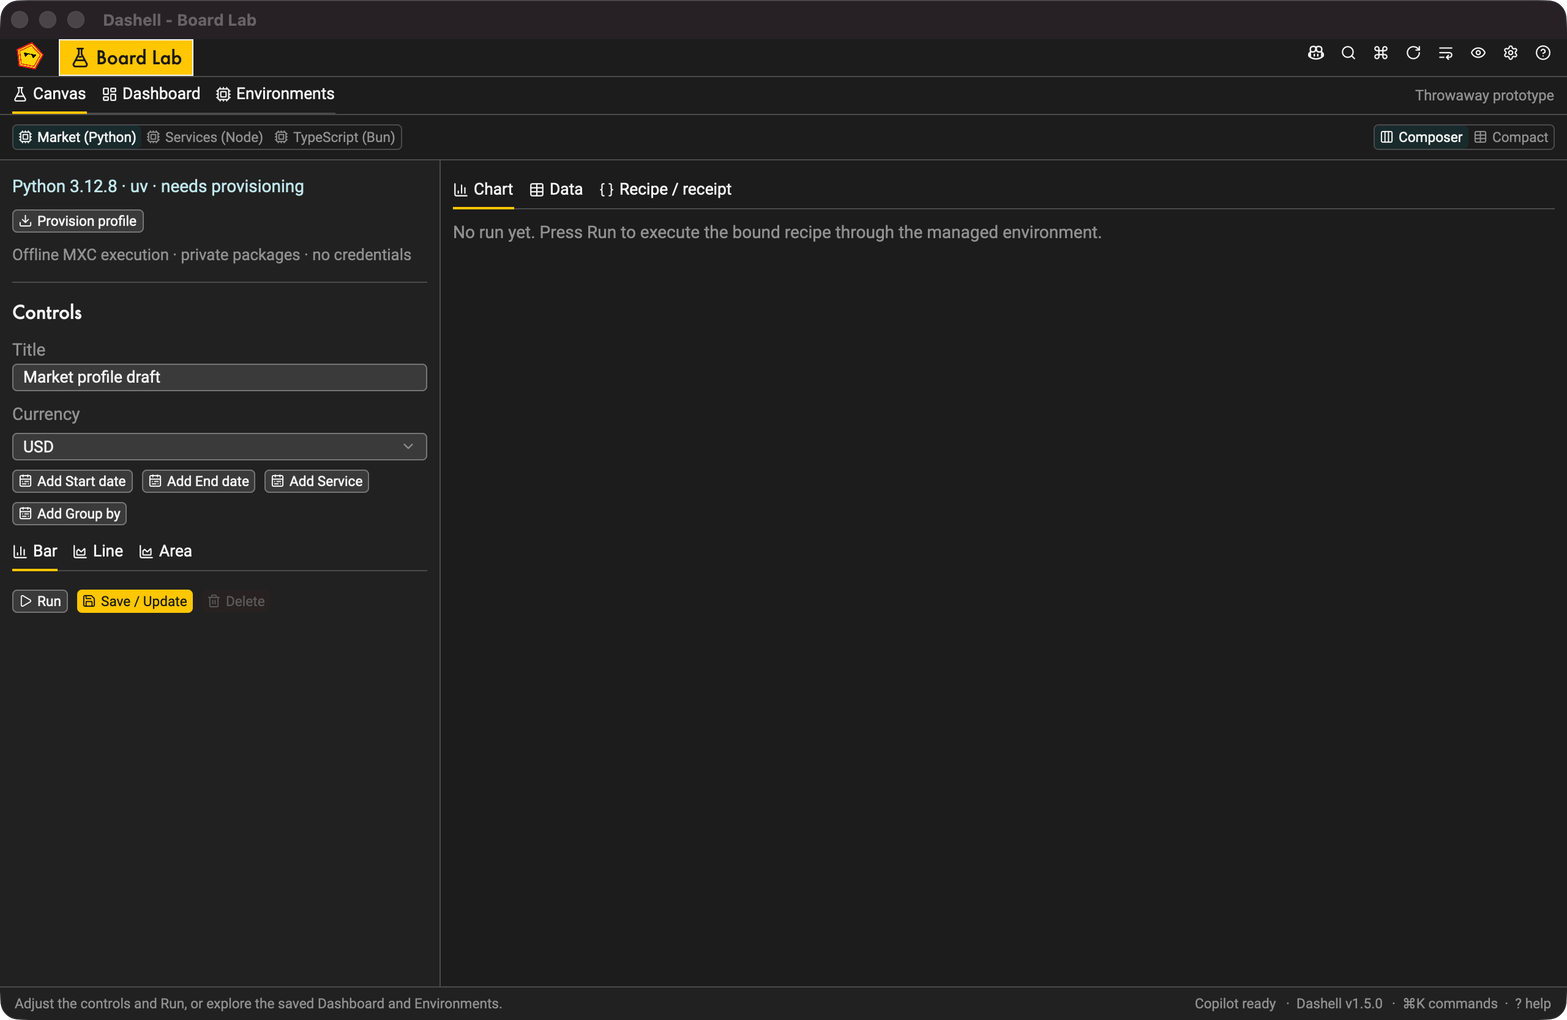 Dashell - Board Lab
Board Lab
Canvas Dashboard Environments
Throwaway prototype
Market (Python) Services (Node) TypeScript (Bun)
Composer Compact
Python 3.12.8 · uv · needs provisioning
Provision profile
Offline MXC execution · private packages · no credentials
Controls
Title
Market profile draft
Currency
USD
Add Start date Add End date Add Service
Add Group by
Bar Line Area
Run Save / Update Delete
Chart Data {} Recipe / receipt
No run yet. Press Run to execute the bound recipe through the managed environment.
Adjust the controls and Run, or explore the saved Dashboard and Environments.
Copilot ready · Dashell v1.5.0 · ⌘K commands · ? help